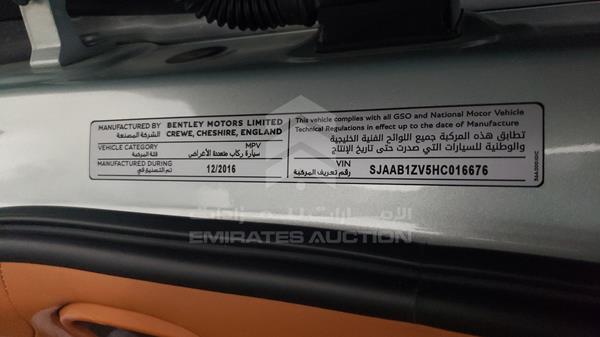 MANUFACTURED BY
الشركة المصنعة
BENTLEY MOTORS LIMITED
CREWE, CHESHIRE, ENGLAND
VEHICLE CATEGORY
فئة المركبة
MPV
سيارة ركاب متعددة الأغراض
MANUFACTURED DURING
تم التصنيع في
12/2016
This vehicle complies with all GSO and National Motor Vehicle
Technical Regulations in effect up to the date of Manufacture
تطابق هذه المركبة جميع اللوائح الفنية الخليجية
والوطنية للسيارات التي صدرت حتى تاريخ الإنتاج
VIN
رقم تعريف المركبة
SJAAB1ZV5HC016676
الامارات للمزادات
EMIRATES AUCTION